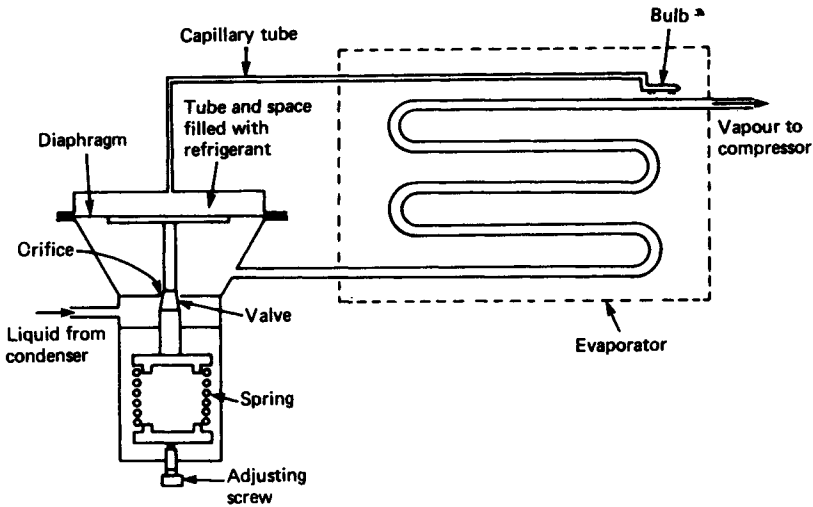 Bulb
Capillary tube
Tube and space
filled with
refrigerant
Diaphragm
Vapour to
compressor
Orifice
Valve
Liquid from
condenser
Evaporator
Spring
Adjusting
screw